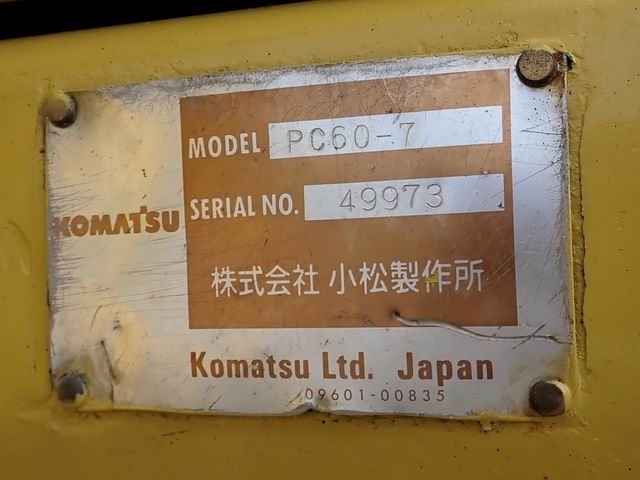 MODEL PC60-7
SERIAL NO. 49973
KOMATSU
株式会社 小松製作所
Komatsu Ltd. Japan
09601-00835